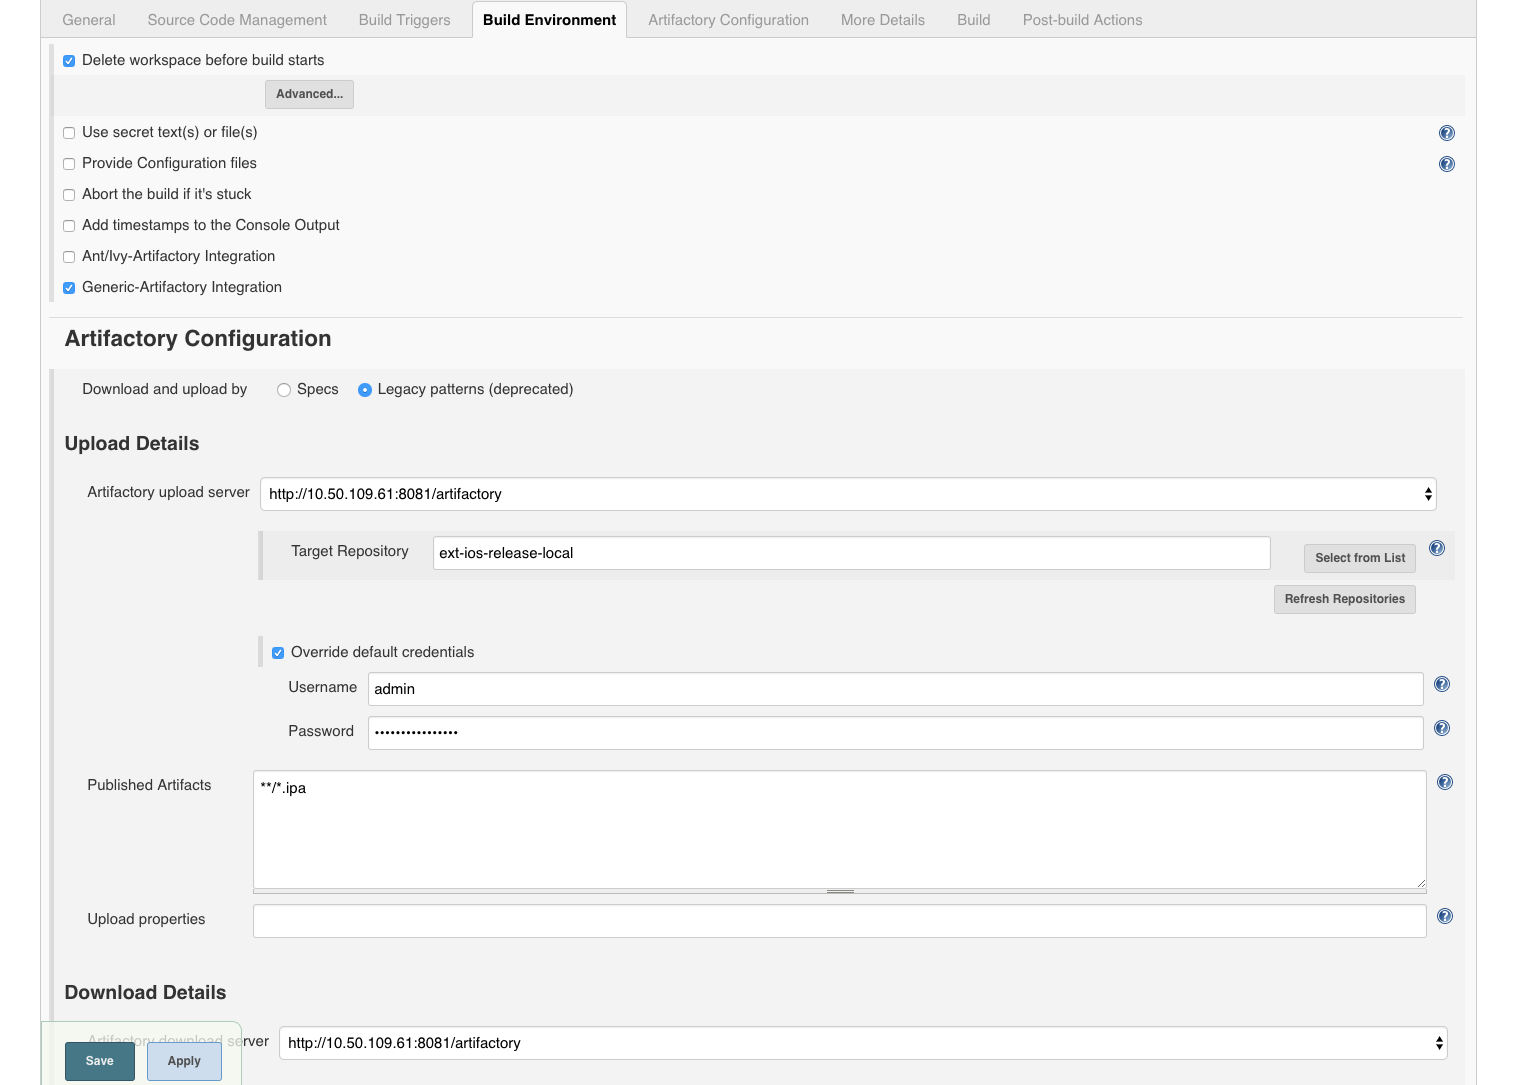 General Source Code Management Build Triggers Build Environment Artifactory Configuration More Details Build Post-build Actions
Delete workspace before build starts
Advanced...
Use secret text(s) or file(s)
Provide Configuration files
Abort the build if it's stuck
Add timestamps to the Console Output
Ant/Ivy-Artifactory Integration
Generic-Artifactory Integration
Artifactory Configuration
Download and upload by Specs Legacy patterns (deprecated)
Upload Details
Artifactory upload server http://10.50.109.61:8081/artifactory
Target Repository ext-ios-release-local Select from List
Refresh Repositories
Override default credentials
Username admin
Password ••••••••••••••••
Published Artifacts **/*.ipa
Upload properties
Download Details
Artifactory download server http://10.50.109.61:8081/artifactory
Save Apply